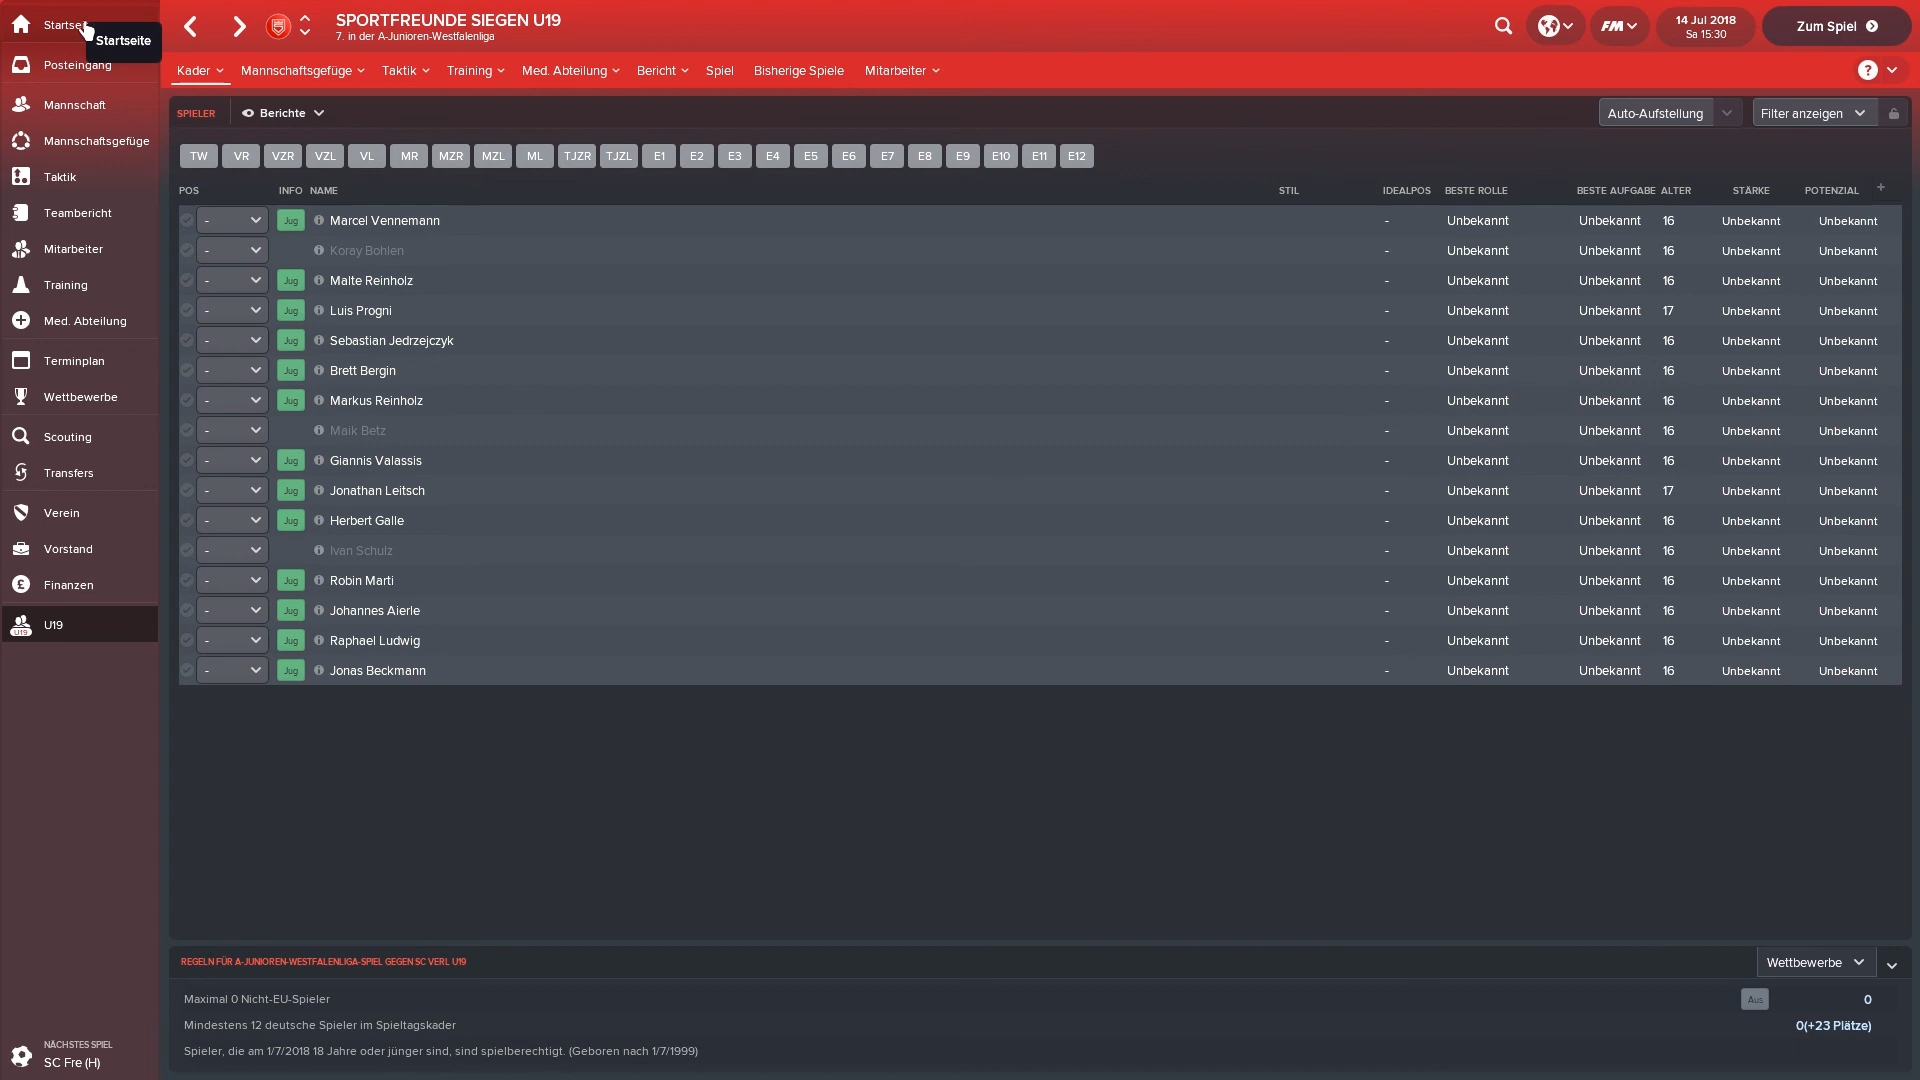 Startsei
Startseite
Posteingang
Mannschaft
Mannschaftsgefüge
Taktik
Teambericht
Mitarbeiter
Training
Med. Abteilung
Terminplan
Wettbewerbe
Scouting
Transfers
Verein
Vorstand
Finanzen
U19
U19
NÄCHSTES SPIEL
SC Fre (H)
SPORTFREUNDE SIEGEN U19
7. in der A-Junioren-Westfalenliga
FM
14 Jul 2018
Sa 15:30
Zum Spiel
Kader Mannschaftsgefüge Taktik Training Med. Abteilung Bericht Spiel Bisherige Spiele Mitarbeiter ?
SPIELER Berichte Auto-Aufstellung Filter anzeigen
TW VR VZR VZL VL MR MZR MZL ML TJZR TJZL E1 E2 E3 E4 E5 E6 E7 E8 E9 E10 E11 E12
POS INFO NAME STIL IDEALPOS BESTE ROLLE BESTE AUFGABE ALTER STÄRKE POTENZIAL +
- Jug Marcel Vennemann - Unbekannt Unbekannt 16 Unbekannt Unbekannt
- Koray Bohlen - Unbekannt Unbekannt 16 Unbekannt Unbekannt
- Jug Malte Reinholz - Unbekannt Unbekannt 16 Unbekannt Unbekannt
- Jug Luis Progni - Unbekannt Unbekannt 17 Unbekannt Unbekannt
- Jug Sebastian Jedrzejczyk - Unbekannt Unbekannt 16 Unbekannt Unbekannt
- Jug Brett Bergin - Unbekannt Unbekannt 16 Unbekannt Unbekannt
- Jug Markus Reinholz - Unbekannt Unbekannt 16 Unbekannt Unbekannt
- Maik Betz - Unbekannt Unbekannt 16 Unbekannt Unbekannt
- Jug Giannis Valassis - Unbekannt Unbekannt 16 Unbekannt Unbekannt
- Jug Jonathan Leitsch - Unbekannt Unbekannt 17 Unbekannt Unbekannt
- Jug Herbert Galle - Unbekannt Unbekannt 16 Unbekannt Unbekannt
- Ivan Schulz - Unbekannt Unbekannt 16 Unbekannt Unbekannt
- Jug Robin Marti - Unbekannt Unbekannt 16 Unbekannt Unbekannt
- Jug Johannes Aierle - Unbekannt Unbekannt 16 Unbekannt Unbekannt
- Jug Raphael Ludwig - Unbekannt Unbekannt 16 Unbekannt Unbekannt
- Jug Jonas Beckmann - Unbekannt Unbekannt 16 Unbekannt Unbekannt
REGELN FÜR A-JUNIOREN-WESTFALENLIGA-SPIEL GEGEN SC VERL U19 Wettbewerbe
Maximal 0 Nicht-EU-Spieler Aus 0
Mindestens 12 deutsche Spieler im Spieltagskader 0(+23 Plätze)
Spieler, die am 1/7/2018 18 Jahre oder jünger sind, sind spielberechtigt. (Geboren nach 1/7/1999)